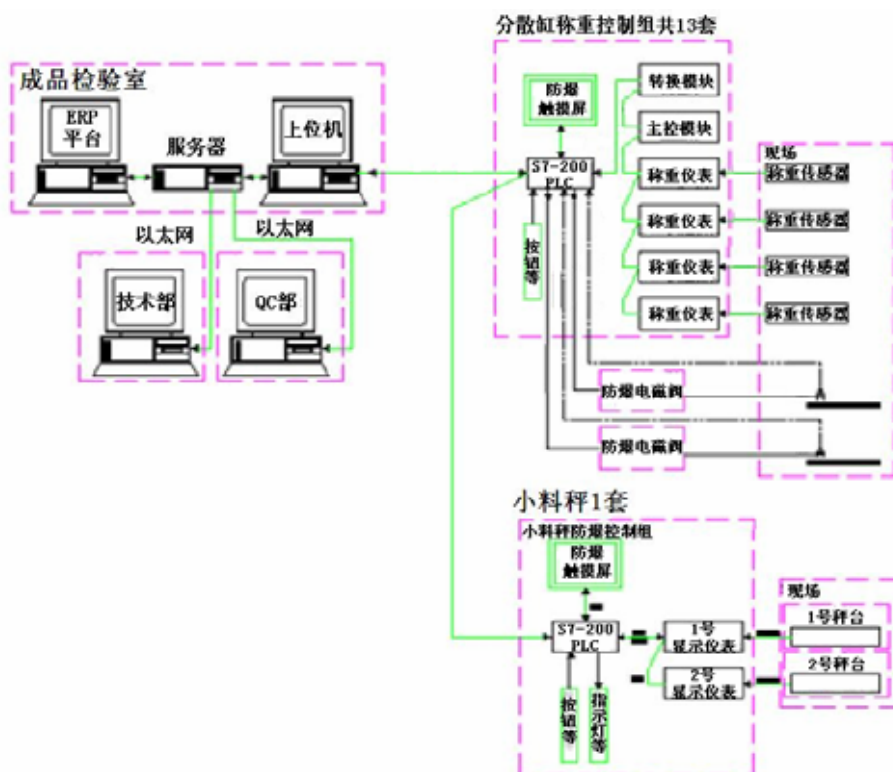 分散缸称重控制组共13套
成品检验室
ERP
平台
服务器
上位机
以太网
以太网
技术部
QC部
防爆
触摸屏
S7-200
PLC
按钮等
转换模块
主控模块
称重仪表
称重仪表
称重仪表
称重仪表
现场
称重传感器
称重传感器
称重传感器
称重传感器
防爆电磁阀
防爆电磁阀
小料秤1套
小料秤防爆控制组
防爆
触摸屏
S7-200
PLC
按钮等
指示灯等
1号
显示仪表
2号
显示仪表
现场
1号秤台
2号秤台